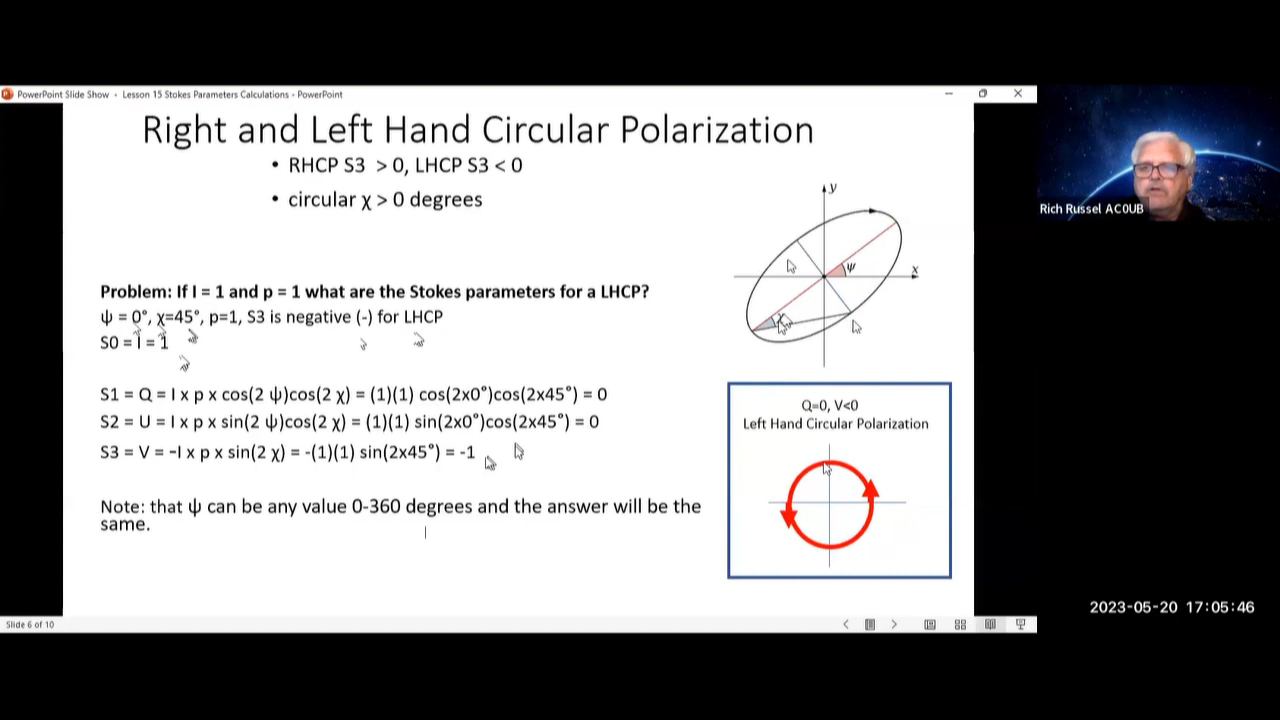 PowerPoint Slide Show - Lesson 15 Stokes Parameters Calculations - PowerPoint
Right and Left Hand Circular Polarization
• RHCP S3 > 0, LHCP S3 < 0
• circular χ > 0 degrees
Problem: If I = 1 and p = 1 what are the Stokes parameters for a LHCP?
ψ = 0°, χ=45°, p=1, S3 is negative (-) for LHCP
S0 = I = 1
S1 = Q = I x p x cos(2 ψ)cos(2 χ) = (1)(1) cos(2x0°)cos(2x45°) = 0
S2 = U = I x p x sin(2 ψ)cos(2 χ) = (1)(1) sin(2x0°)cos(2x45°) = 0
S3 = V = -I x p x sin(2 χ) = -(1)(1) sin(2x45°) = -1
Note: that ψ can be any value 0-360 degrees and the answer will be the
same.
y
ψ
x
Q=0, V<0
Left Hand Circular Polarization
Rich Russel AC0UB
2023-05-20 17:05:46
Slide 6 of 10